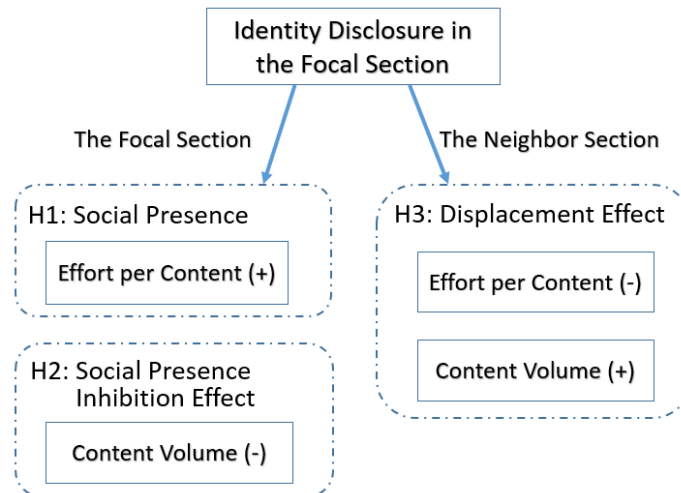 Identity Disclosure in
the Focal Section
The Focal Section
The Neighbor Section
H1: Social Presence
Effort per Content (+)
H2: Social Presence
Inhibition Effect
Content Volume (-)
H3: Displacement Effect
Effort per Content (-)
Content Volume (+)